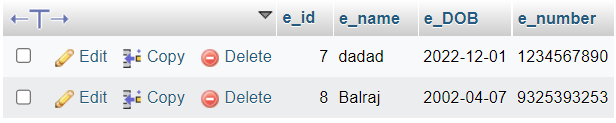 e_id e_name e_DOB e_number
Edit Copy Delete 7 dadad 2022-12-01 1234567890
Edit Copy Delete 8 Balraj 2002-04-07 9325393253